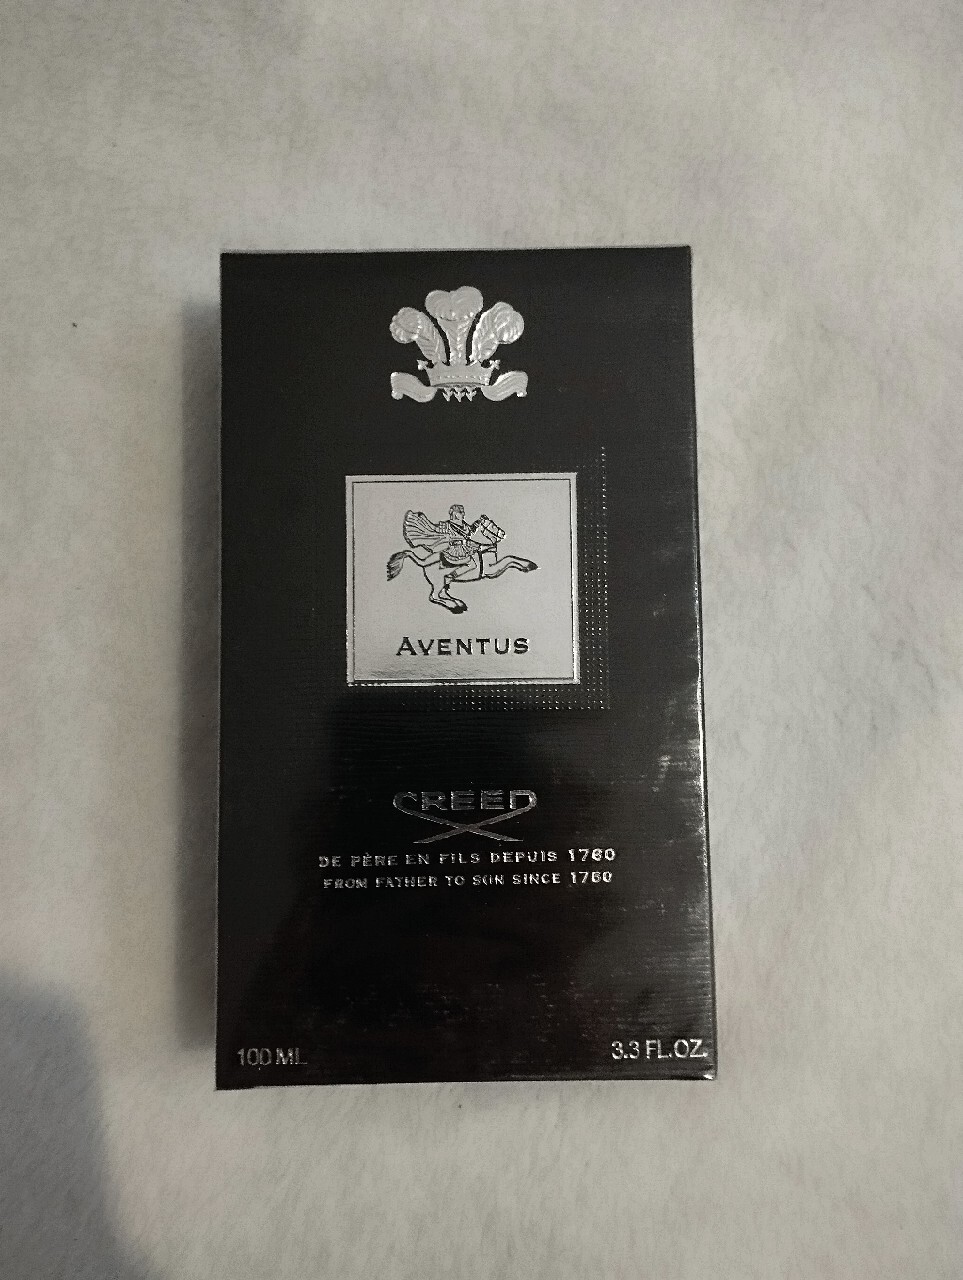 AVENTUS
CREED
DE PÈRE EN FILS DEPUIS 1760
FROM FATHER TO SON SINCE 1760
100 ML
3.3 FL.OZ.